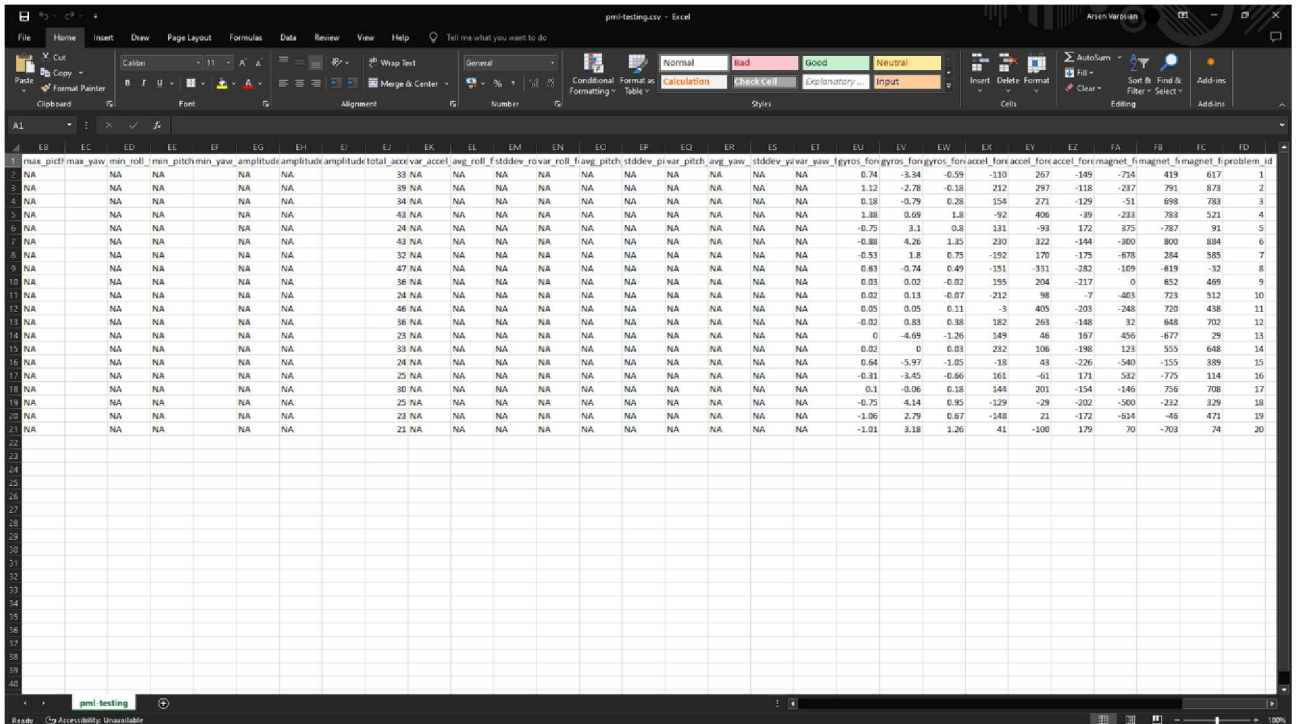 pml-testing.csv - Excel
Arsen Varosian
File Home Insert Draw Page Layout Formulas Data Review View Help Tell me what you want to do
Paste Cut Copy Format Painter Clipboard
Calibri 11 Font
Wrap Text Merge & Center Alignment
General Number
Conditional Formatting Format as Table Normal Bad Good Neutral Calculation Check Cell Explanatory ... Input Styles
Insert Delete Format Cells
AutoSum Fill Clear Sort & Filter Find & Select Editing
Add-ins Add-ins
A1 fx
EB EC ED EE EF EG EH EI EJ EK EL EM EN EO EP EQ ER ES ET EU EV EW EX EY EZ FA FB FC FD
1 max_picth max_yaw_ min_roll_ min_pitch min_yaw_ amplitude amplitude amplitude total_acce var_accel_ avg_roll_f stddev_ro var_roll_f avg_pitch_ stddev_pi var_pitch_ avg_yaw_ stddev_ya var_yaw_f gyros_fore gyros_fore gyros_fore accel_fore accel_fore accel_fore magnet_f magnet_f magnet_f problem_id
2 NA NA NA NA NA 33 NA NA NA NA NA NA NA NA NA NA 0.74 -3.34 -0.59 -110 267 -149 -714 419 617 1
3 NA NA NA NA NA 39 NA NA NA NA NA NA NA NA NA NA 1.12 -2.78 -0.18 212 297 -118 -237 791 873 2
4 NA NA NA NA NA 34 NA NA NA NA NA NA NA NA NA NA 0.18 -0.79 0.28 154 271 -129 -51 698 783 3
5 NA NA NA NA NA 43 NA NA NA NA NA NA NA NA NA NA 1.38 0.69 1.8 -92 406 -39 -233 783 521 4
6 NA NA NA NA NA 24 NA NA NA NA NA NA NA NA NA NA -0.75 3.1 0.8 131 -93 172 375 -787 91 5
7 NA NA NA NA NA 43 NA NA NA NA NA NA NA NA NA NA -0.88 4.26 1.35 230 322 -144 -300 800 884 6
8 NA NA NA NA NA 32 NA NA NA NA NA NA NA NA NA NA -0.53 1.8 0.75 -192 170 -175 -678 284 585 7
9 NA NA NA NA NA 47 NA NA NA NA NA NA NA NA NA NA 0.63 -0.74 0.49 -151 -331 -282 -109 -619 -32 8
10 NA NA NA NA NA 36 NA NA NA NA NA NA NA NA NA NA 0.03 0.02 -0.02 195 204 -217 0 652 469 9
11 NA NA NA NA NA 24 NA NA NA NA NA NA NA NA NA NA 0.02 0.13 -0.07 -212 98 -7 -403 723 512 10
12 NA NA NA NA NA 46 NA NA NA NA NA NA NA NA NA NA 0.05 0.05 0.11 -3 405 -203 -248 720 438 11
13 NA NA NA NA NA 36 NA NA NA NA NA NA NA NA NA NA -0.02 0.83 0.38 182 263 -148 32 648 702 12
14 NA NA NA NA NA 23 NA NA NA NA NA NA NA NA NA NA 0 -4.69 -1.26 149 46 167 456 -677 29 13
15 NA NA NA NA NA 33 NA NA NA NA NA NA NA NA NA NA 0.02 0 0.03 232 106 -198 123 555 648 14
16 NA NA NA NA NA 24 NA NA NA NA NA NA NA NA NA NA 0.64 -5.97 -1.05 -18 43 -226 -540 -155 389 15
17 NA NA NA NA NA 25 NA NA NA NA NA NA NA NA NA NA -0.31 -3.45 -0.66 161 -61 171 532 -775 114 16
18 NA NA NA NA NA 30 NA NA NA NA NA NA NA NA NA NA 0.1 -0.06 0.18 144 201 -154 -146 756 708 17
19 NA NA NA NA NA 25 NA NA NA NA NA NA NA NA NA NA -0.75 4.14 0.95 -129 -29 -202 -500 -232 329 18
20 NA NA NA NA NA 23 NA NA NA NA NA NA NA NA NA NA -1.06 2.79 0.67 -148 21 -172 -614 -46 471 19
21 NA NA NA NA NA 21 NA NA NA NA NA NA NA NA NA NA -1.01 3.18 1.26 41 -100 179 70 -703 74 20
22
23
24
25
26
27
28
29
30
31
32
33
34
35
36
37
38
39
40
pml-testing
Ready Accessibility: Unavailable 100%